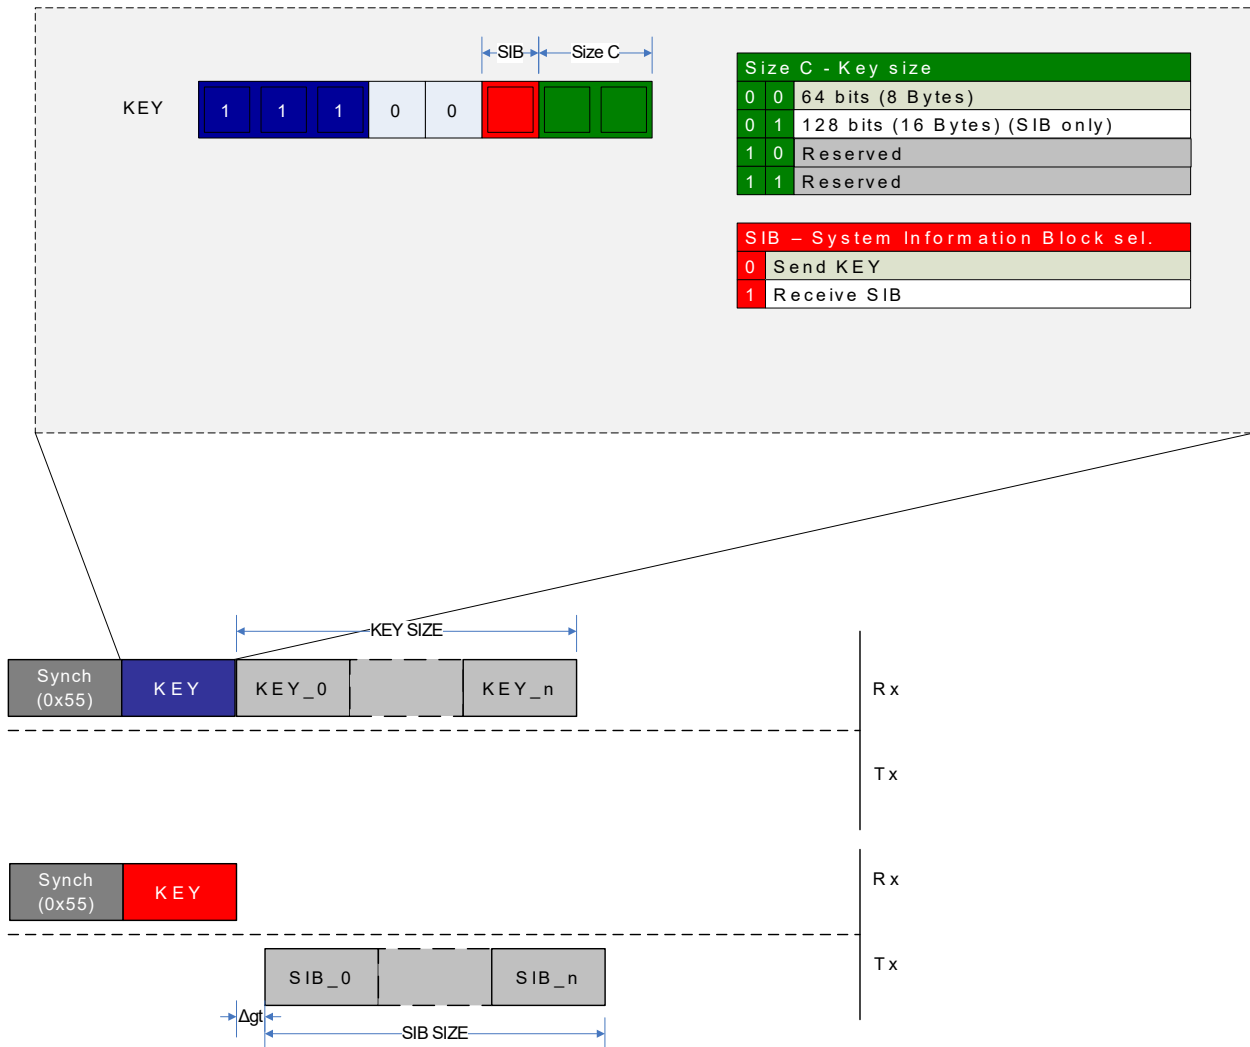 SIB Size C
KEY 1 1 1 0 0
Size C - Key size
0 0 64 bits (8 Bytes)
0 1 128 bits (16 Bytes) (SIB only)
1 0 Reserved
1 1 Reserved
SIB – System Information Block sel.
0 Send KEY
1 Receive SIB
KEY SIZE
Synch
(0x55)
KEY KEY_0 KEY_n
Rx
Tx
Synch
(0x55)
KEY
Rx
SIB_0 SIB_n
Tx
Δgt
SIB SIZE